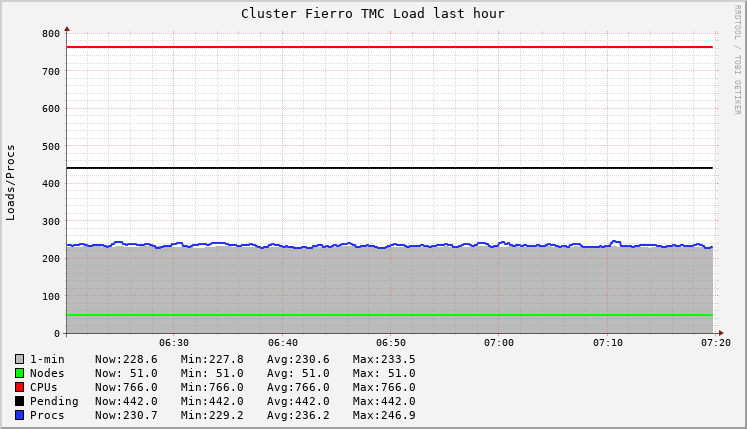 Cluster Fierro TMC Load last hour
RRDTOOL / TOBI OETIKER
Loads/Procs
800
700
600
500
400
300
200
100
0
06:30 06:40 06:50 07:00 07:10 07:20
1-min Now:228.6 Min:227.8 Avg:230.6 Max:233.5
Nodes Now: 51.0 Min: 51.0 Avg: 51.0 Max: 51.0
CPUs Now:766.0 Min:766.0 Avg:766.0 Max:766.0
Pending Now:442.0 Min:442.0 Avg:442.0 Max:442.0
Procs Now:230.7 Min:229.2 Avg:236.2 Max:246.9